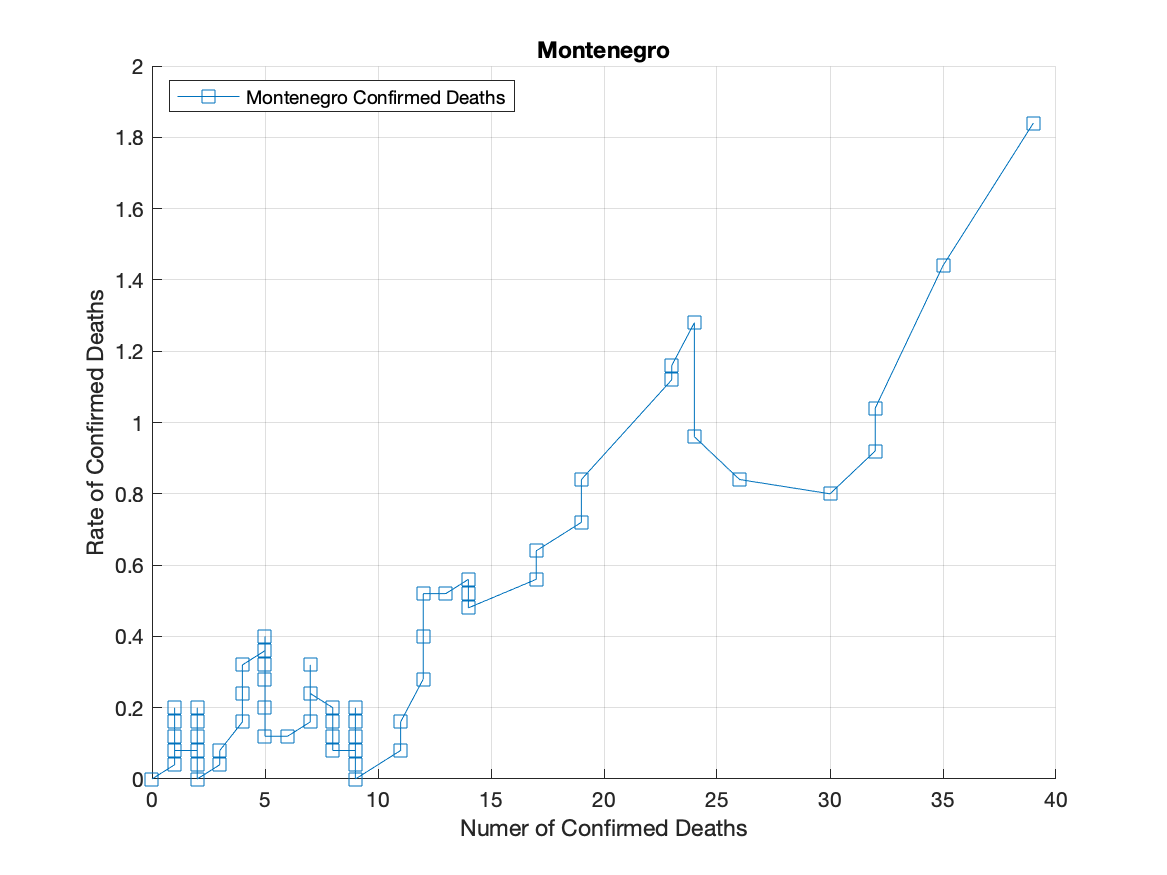 Montenegro
Montenegro Confirmed Deaths
2
1.8
1.6
1.4
1.2
1
0.8
0.6
0.4
0.2
0
Rate of Confirmed Deaths
0 5 10 15 20 25 30 35 40
Numer of Confirmed Deaths